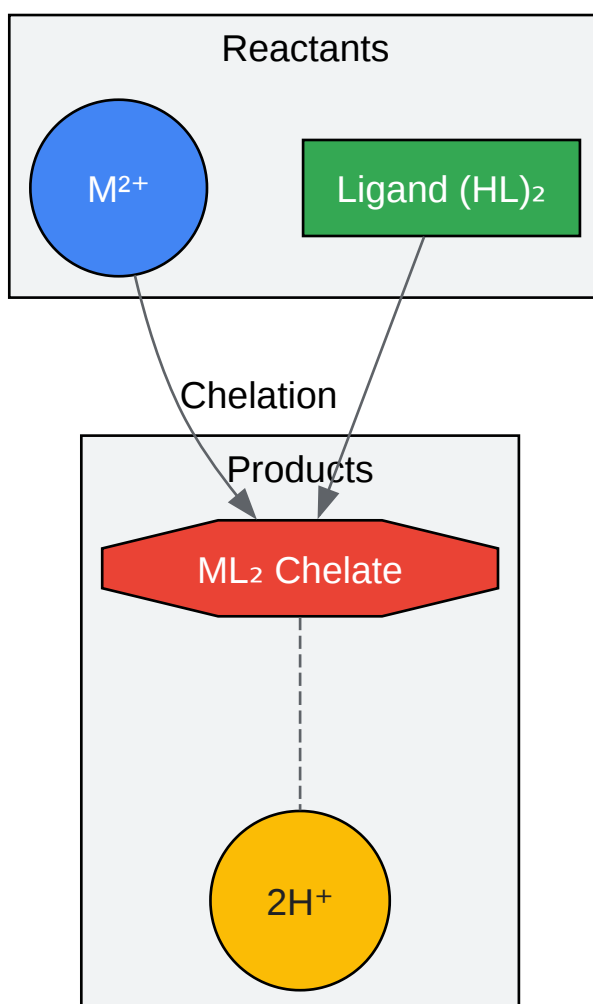 Reactants
M²⁺
Ligand (HL)₂
Chelation
Products
ML₂ Chelate
2H⁺